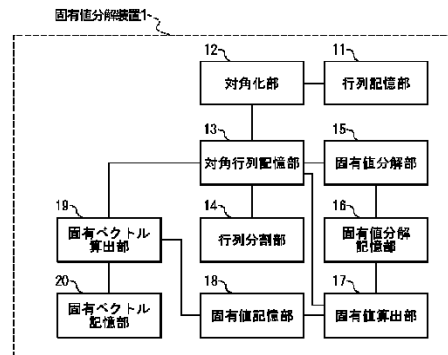 固有値分解装置1
12
対角化部
11
行列記憶部
13
対角行列記憶部
15
固有値分解部
19
固有ベクトル
算出部
14
行列分割部
16
固有値分解
記憶部
20
固有ベクトル
記憶部
18
固有値記憶部
17
固有値算出部